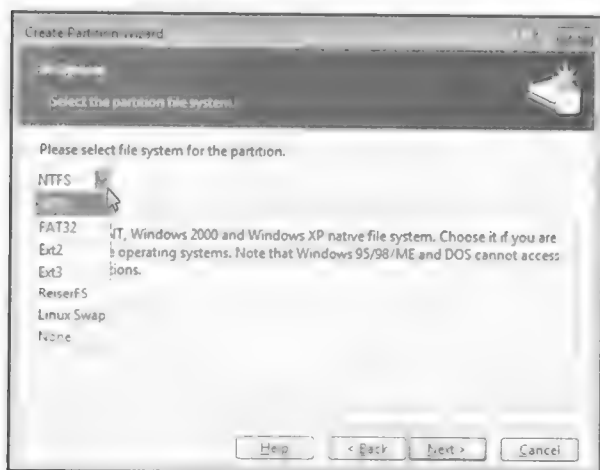 Create Partition Wizard
Select the partition file system.
Please select file system for the partition.
NTFS
FAT32
Ext2
Ext3
ReiserFS
Linux Swap
None
NT, Windows 2000 and Windows XP native file system. Choose it if you are
operating systems. Note that Windows 95/98/ME and DOS cannot access
ions.
Help
< Back
Next >
Cancel